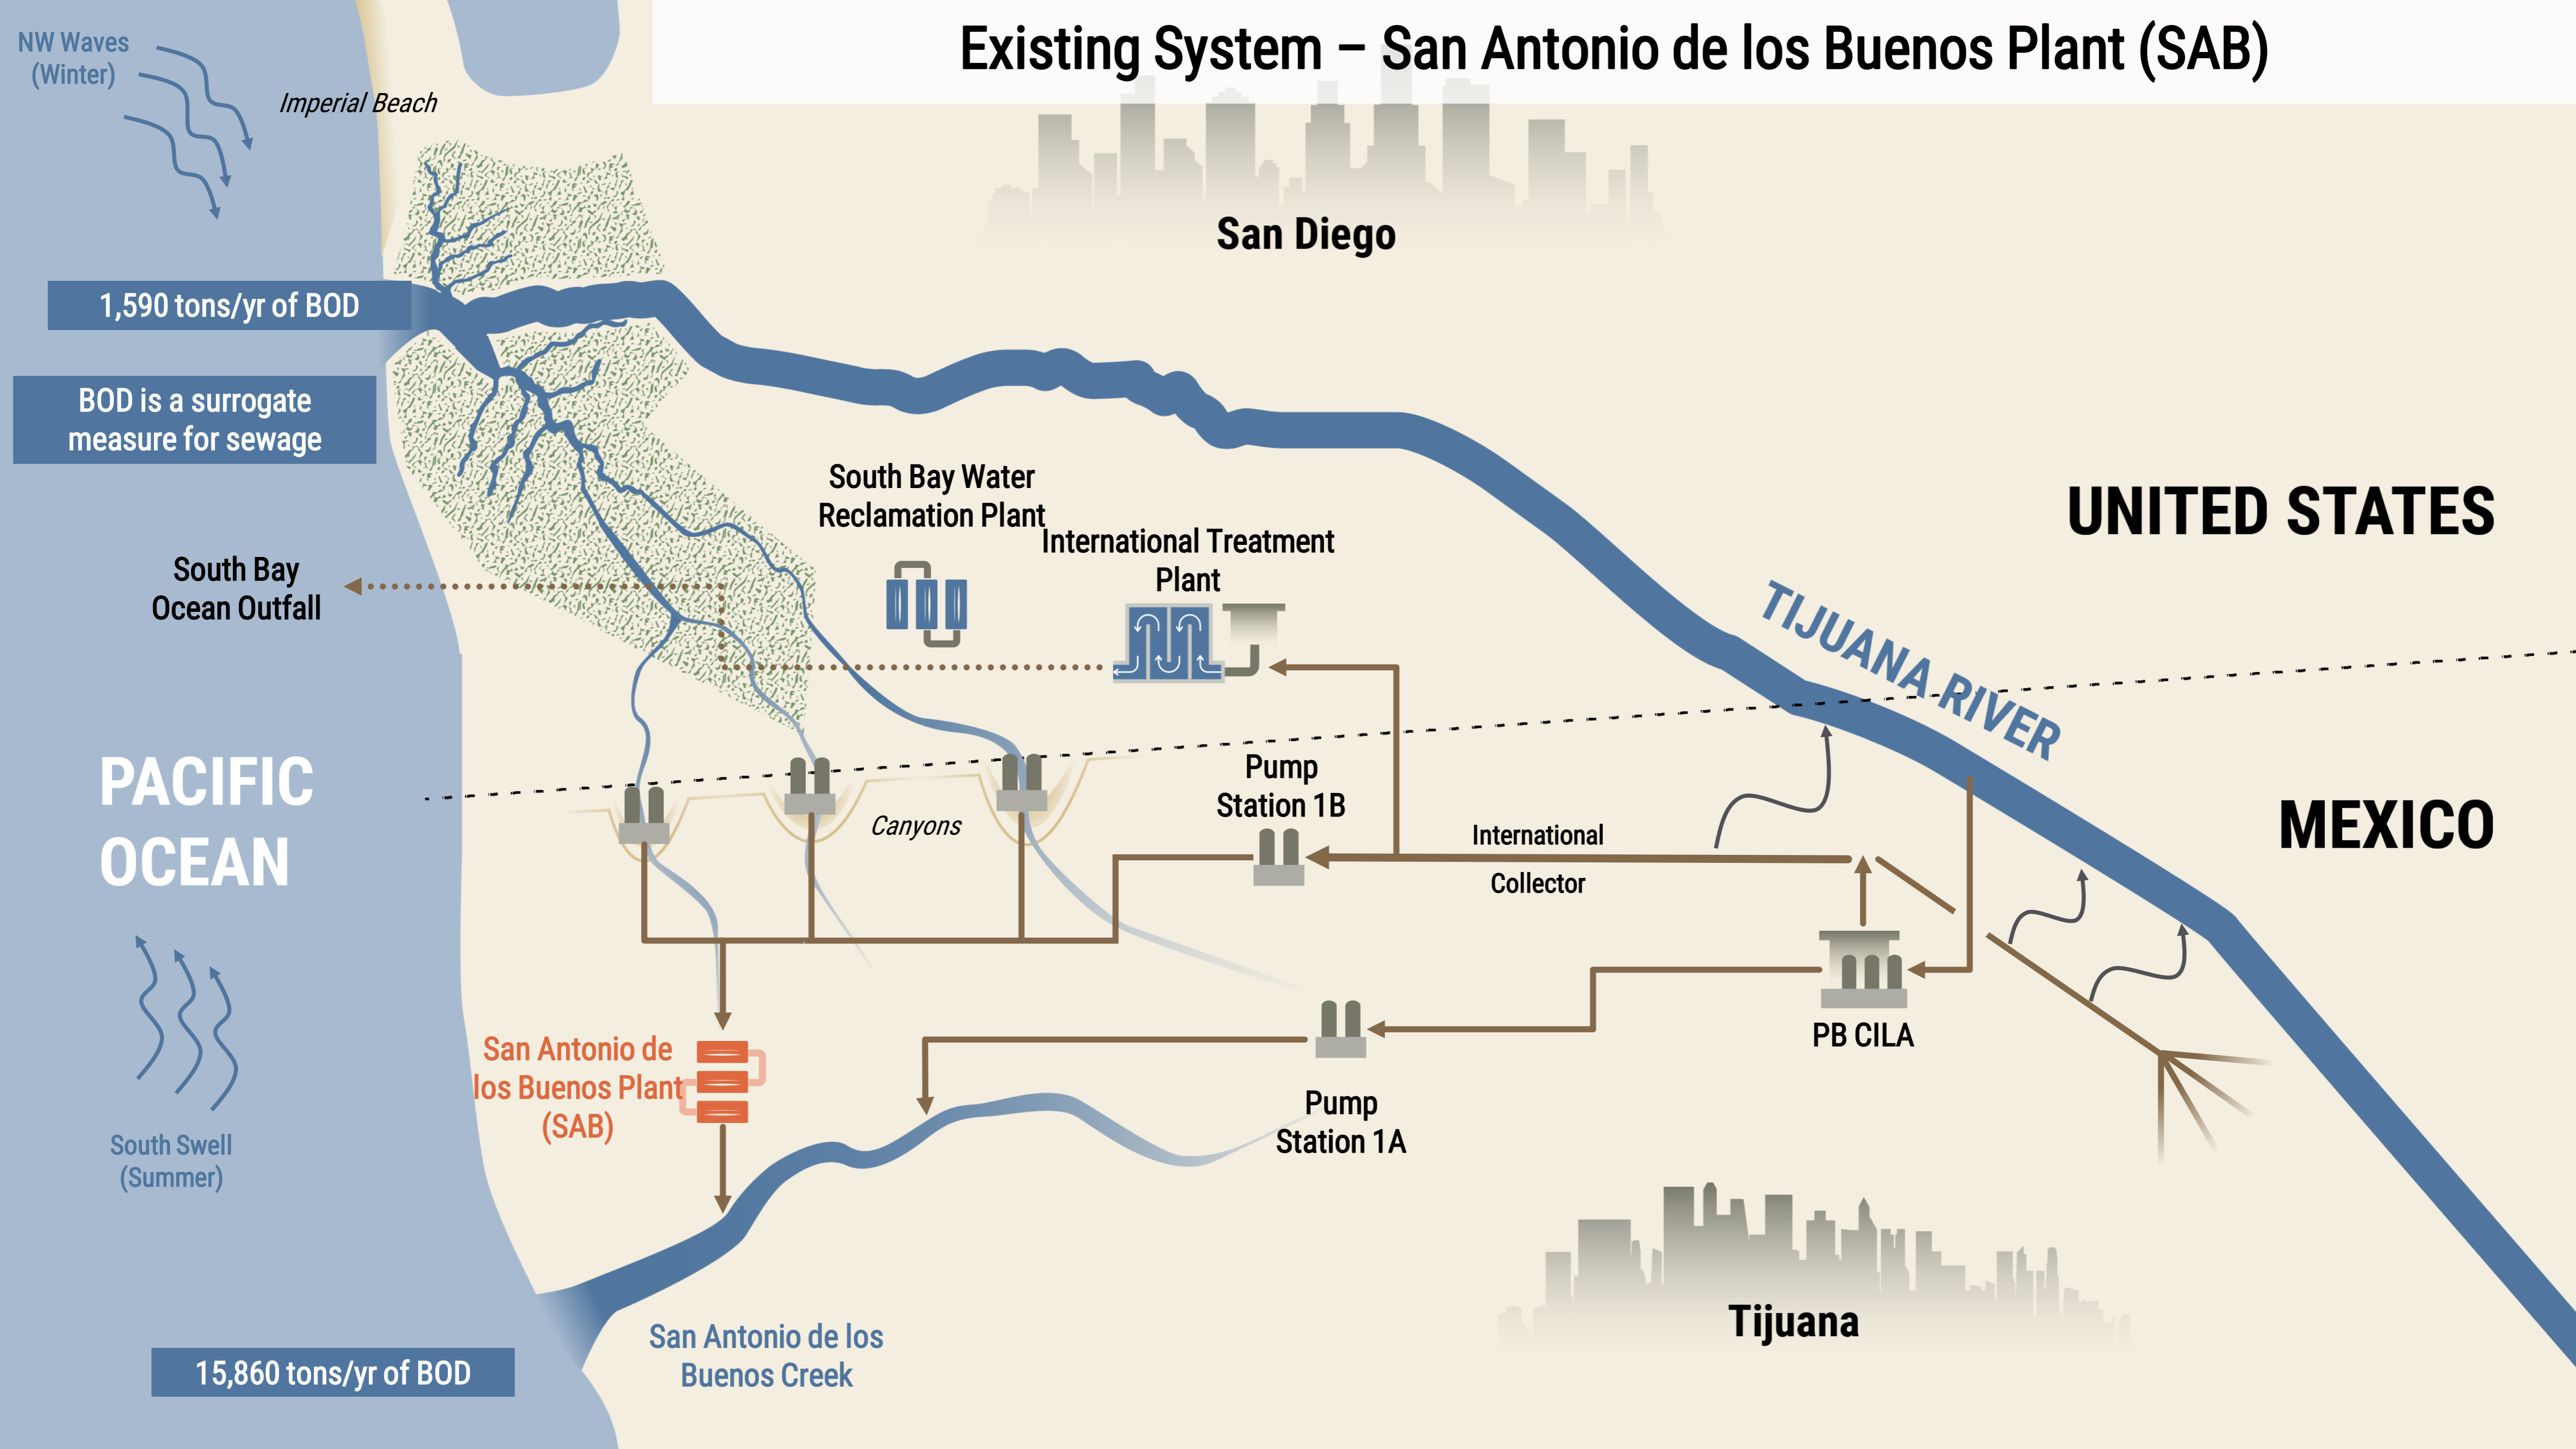 Existing System – San Antonio de los Buenos Plant (SAB)
NW Waves
(Winter)
Imperial Beach
San Diego
1,590 tons/yr of BOD
BOD is a surrogate
measure for sewage
South Bay Water
Reclamation Plant
International Treatment
Plant
UNITED STATES
South Bay
Ocean Outfall
TIJUANA RIVER
PACIFIC
OCEAN
Pump
Station 1B
Canyons
International
Collector
MEXICO
San Antonio de
los Buenos Plant
(SAB)
PB CILA
Pump
Station 1A
South Swell
(Summer)
Tijuana
San Antonio de los
Buenos Creek
15,860 tons/yr of BOD